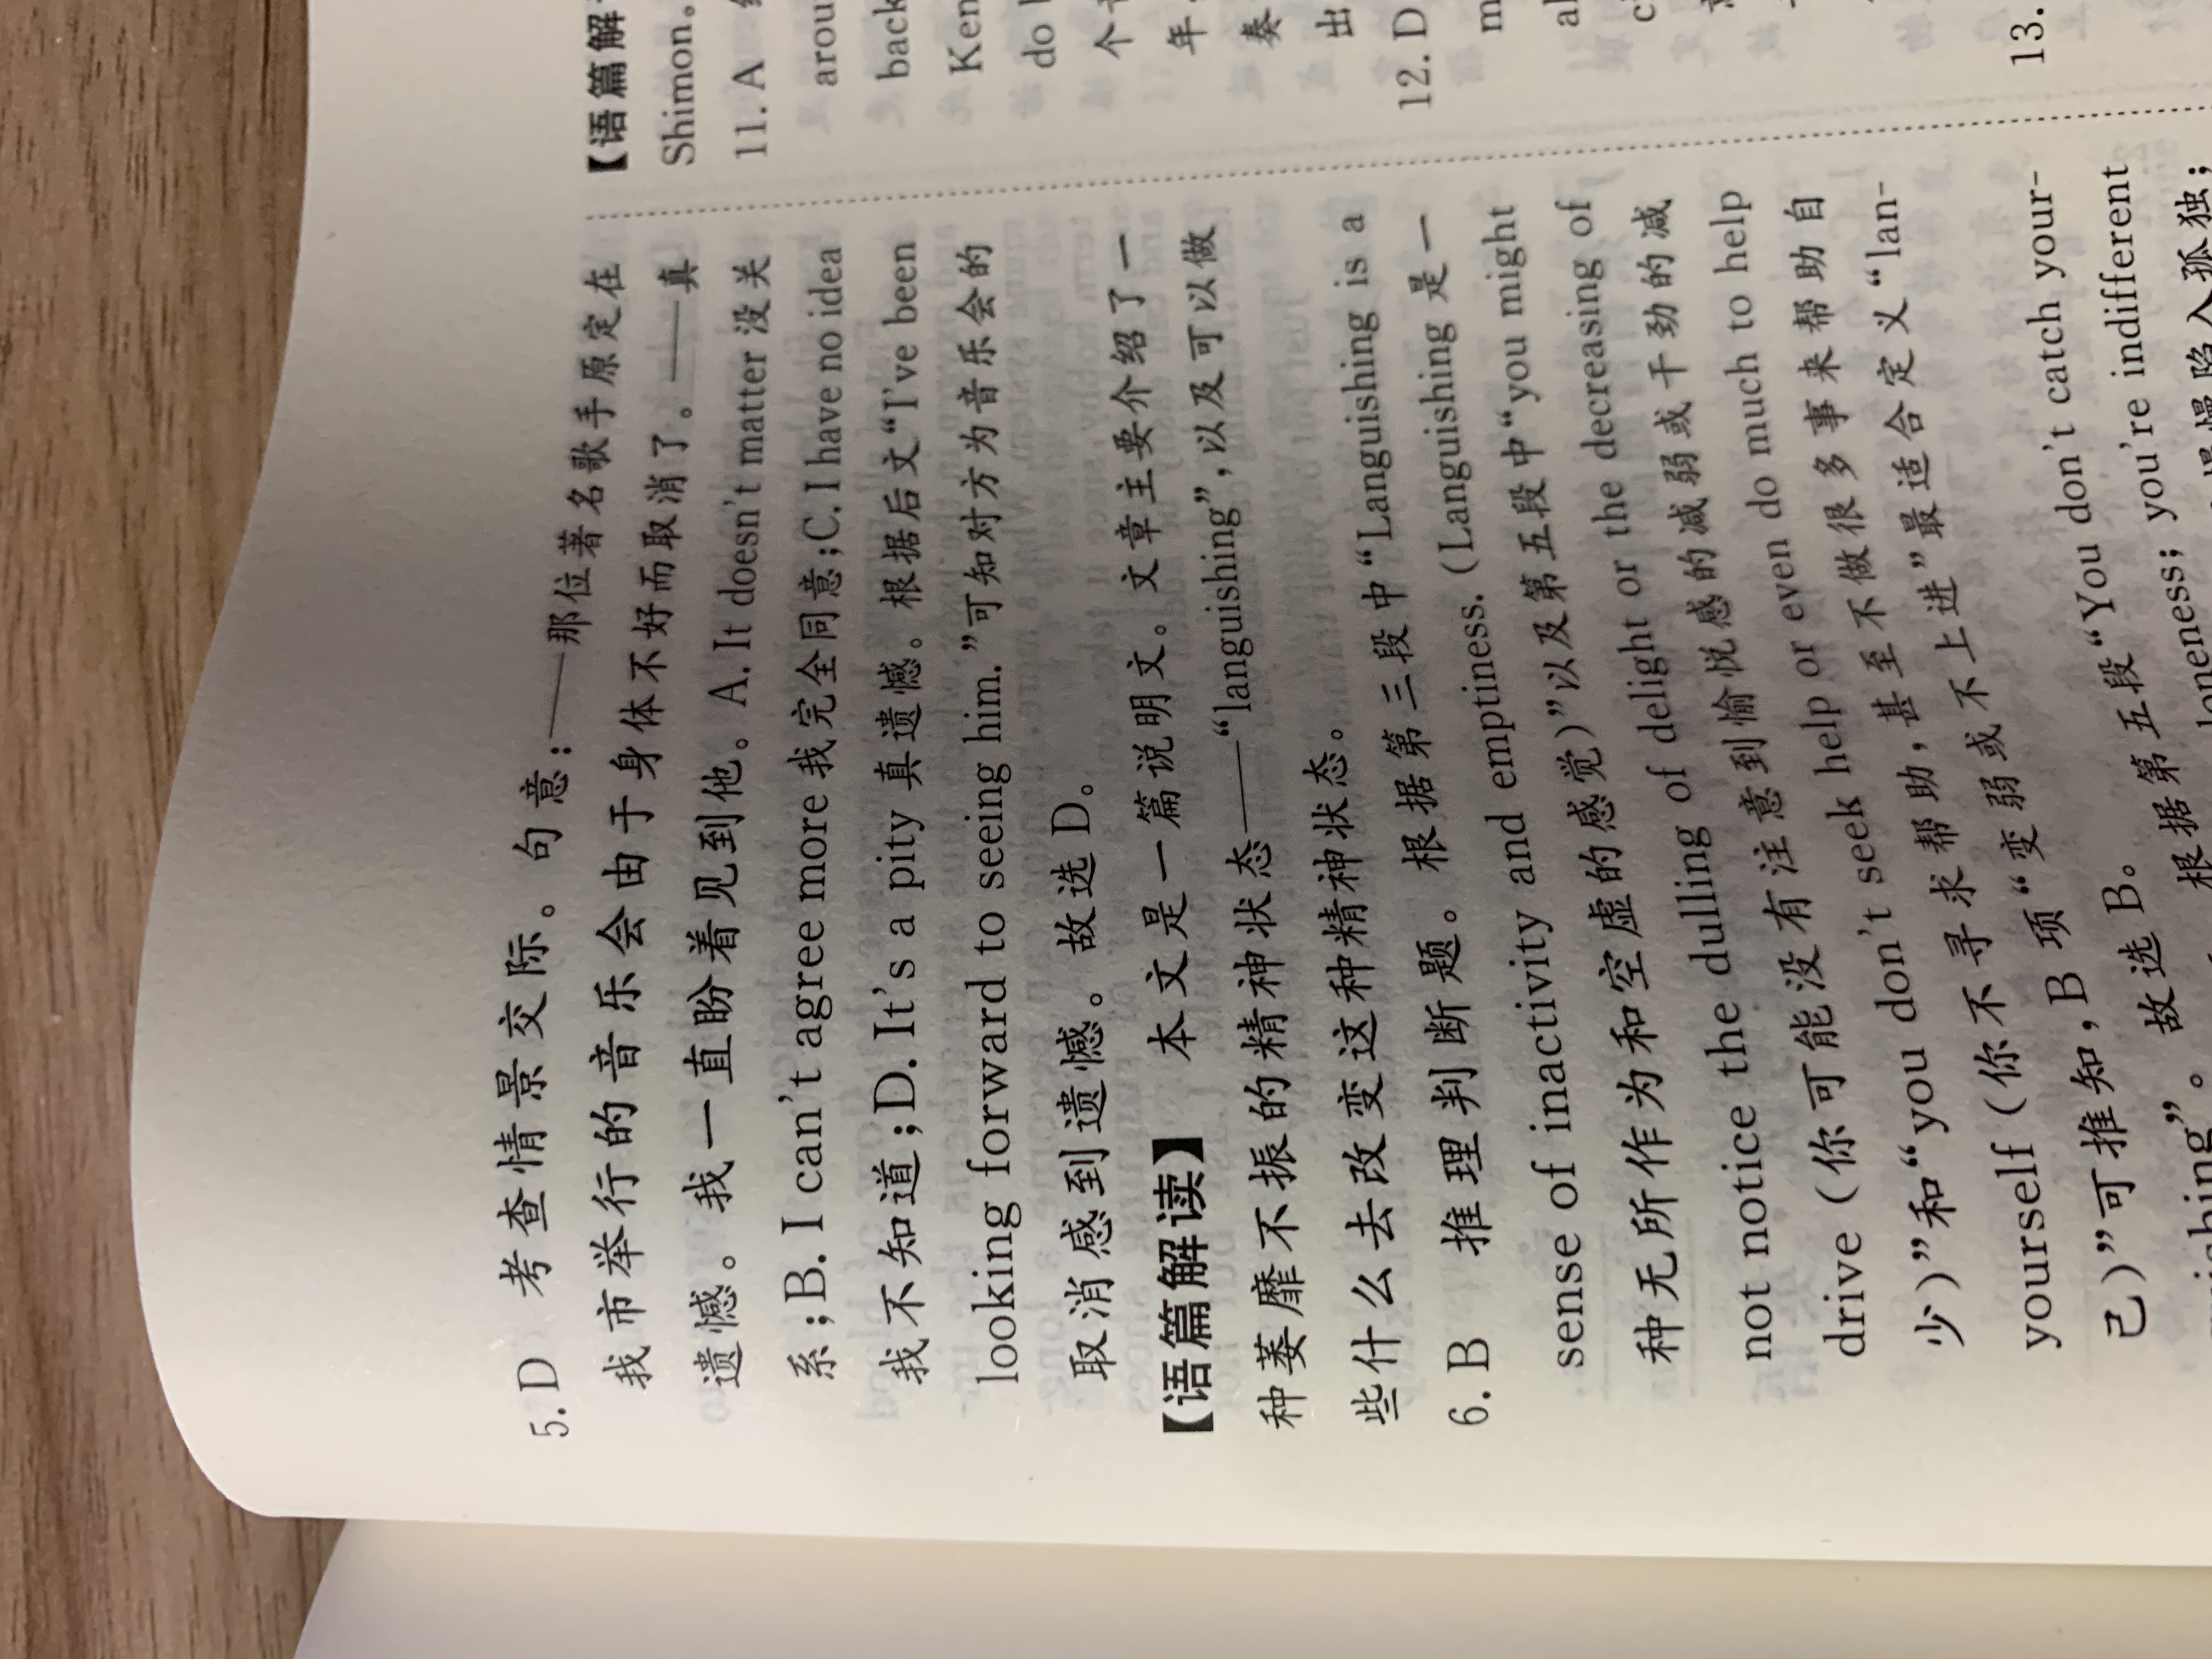 5. D 考查情景交际。句意:——那位著名歌手原定在
我市举行的音乐会由于身体不好而取消了。——真
遗憾。我一直盼着见到他。A. It doesn't matter 没关
系;B. I can't agree more 我完全同意;C. I have no idea
我不知道;D. It's a pity 真遗憾。根据后文“I've been
looking forward to seeing him.”可知对方为音乐会的
取消感到遗憾。故选 D。
【语篇解读】 本文是一篇说明文。文章主要介绍了一
种萎靡不振的精神状态——“languishing”,以及可以做
些什么去改变这种精神状态。
6. B 推理判断题。根据第三段中“Languishing is a
sense of inactivity and emptiness. (Languishing 是一
种无所作为和空虚的感觉)”以及第五段中“you might
not notice the dulling of delight or the decreasing of
drive (你可能没有注意到愉悦感的减弱或干劲的减
少)”和“you don't seek help or even do much to help
yourself (你不寻求帮助,甚至不做很多事来帮助自
己)”可推知,B 项“变弱或不上进”最适合定义“lan-
guishing”。故选 B。
根据第五段“You don't catch your-
loneness; you're indifferent
慢慢陷入孤独;
【语篇解
Shimon。
11. A
arou
back
Ken
do
个
年
奏
出
12. D
13.